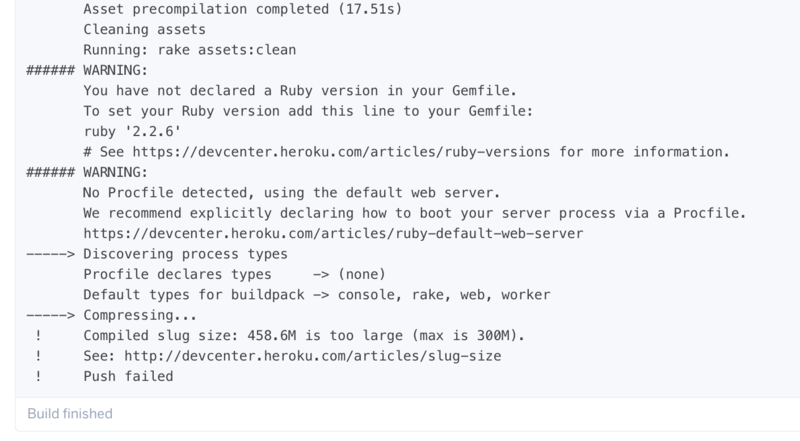 Asset precompilation completed (17.51s)
Cleaning assets
Running: rake assets:clean
###### WARNING:
You have not declared a Ruby version in your Gemfile.
To set your Ruby version add this line to your Gemfile:
ruby '2.2.6'
# See https://devcenter.heroku.com/articles/ruby-versions for more information.
###### WARNING:
No Procfile detected, using the default web server.
We recommend explicitly declaring how to boot your server process via a Procfile.
https://devcenter.heroku.com/articles/ruby-default-web-server
-----> Discovering process types
Procfile declares types     -> (none)
Default types for buildpack -> console, rake, web, worker
-----> Compressing...
!     Compiled slug size: 458.6M is too large (max is 300M).
!     See: http://devcenter.heroku.com/articles/slug-size
!     Push failed
Build finished